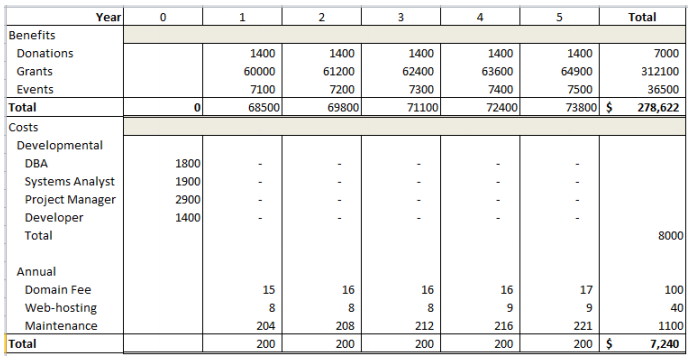 Year 0 1 2 3 4 5 Total
Benefits
Donations 1400 1400 1400 1400 1400 7000
Grants 60000 61200 62400 63600 64900 312100
Events 7100 7200 7300 7400 7500 36500
Total 0 68500 69800 71100 72400 73800 $ 278,622
Costs
Developmental
DBA 1800 - - - - -
Systems Analyst 1900 - - - - -
Project Manager 2900 - - - - -
Developer 1400 - - - - -
Total 8000
Annual
Domain Fee 15 16 16 16 17 100
Web-hosting 8 8 8 9 9 40
Maintenance 204 208 212 216 221 1100
Total 200 200 200 200 200 $ 7,240